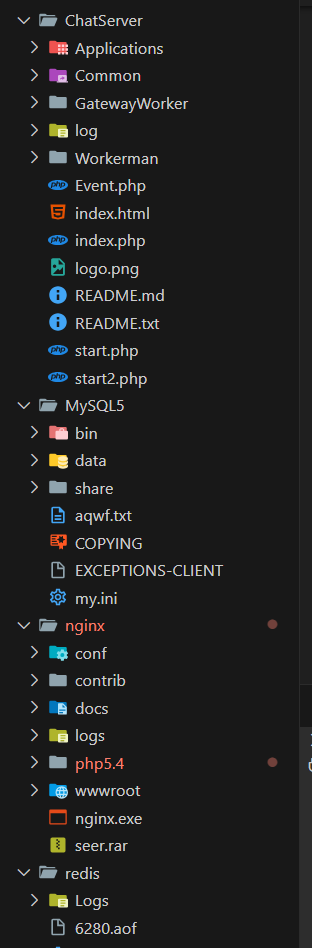 ChatServer
Applications
Common
GatewayWorker
log
Workerman
Event.php
index.html
index.php
logo.png
README.md
README.txt
start.php
start2.php
MySQL5
bin
data
share
aqwf.txt
COPYING
EXCEPTIONS-CLIENT
my.ini
nginx
conf
contrib
docs
logs
php5.4
wwwroot
nginx.exe
seer.rar
redis
Logs
6280.aof